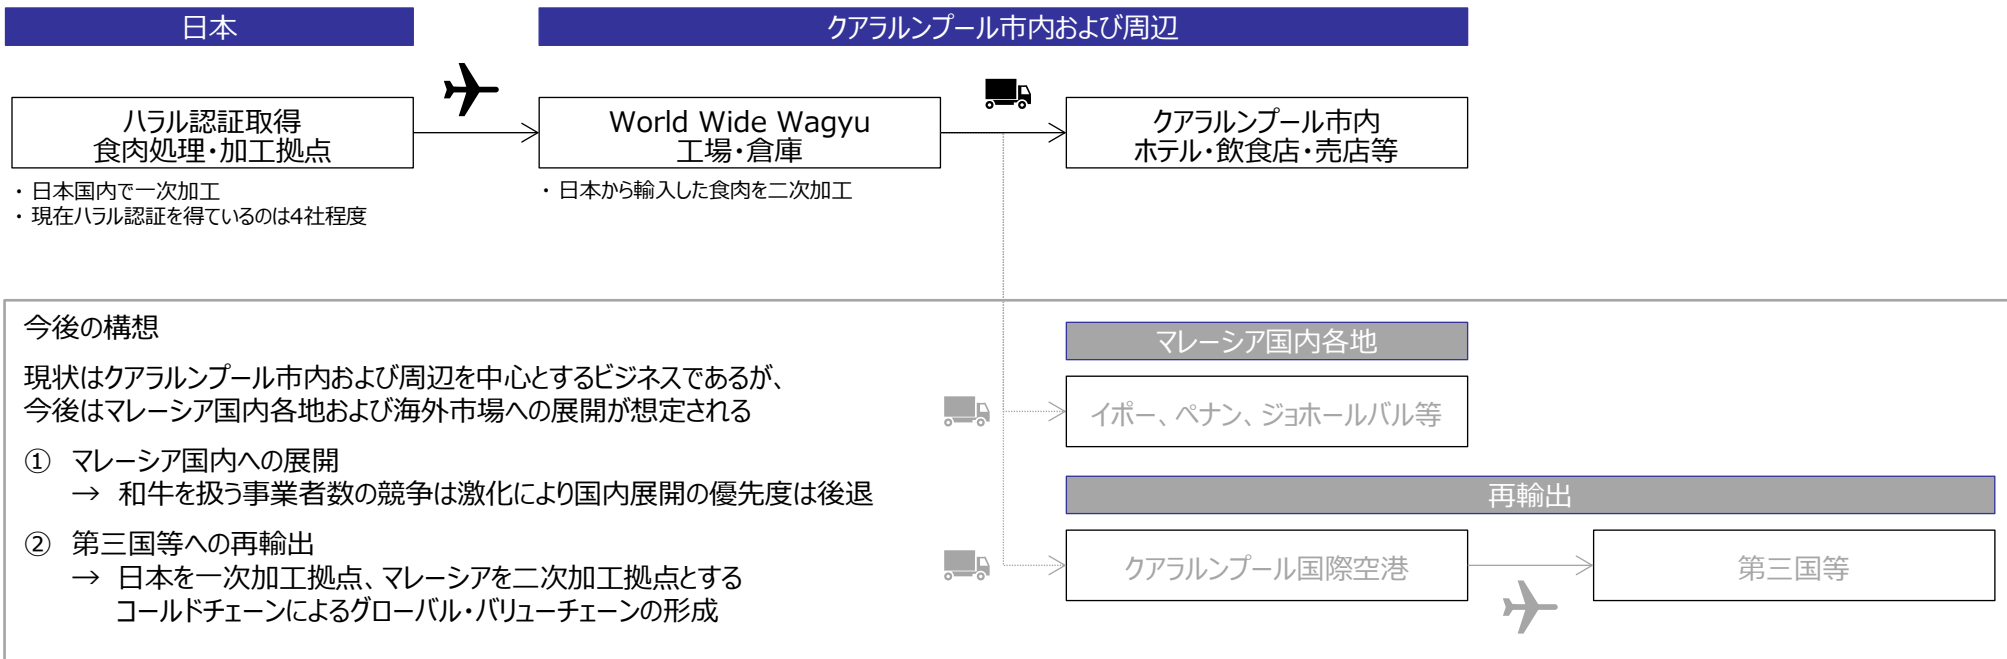 日本
クアラルンプール市内および周辺
ハラル認証取得
食肉処理・加工拠点
World Wide Wagyu
工場・倉庫
クアラルンプール市内
ホテル・飲食店・売店等
・日本国内で一次加工
・現在ハラル認証を得ているのは4社程度
・日本から輸入した食肉を二次加工
今後の構想
現状はクアラルンプール市内および周辺を中心とするビジネスであるが、
今後はマレーシア国内各地および海外市場への展開が想定される
① マレーシア国内への展開
→ 和牛を扱う事業者数の競争は激化により国内展開の優先度は後退
② 第三国等への再輸出
→ 日本を一次加工拠点、マレーシアを二次加工拠点とする
コールドチェーンによるグローバル・バリューチェーンの形成
マレーシア国内各地
イポー、ペナン、ジョホールバル等
再輸出
クアラルンプール国際空港
第三国等